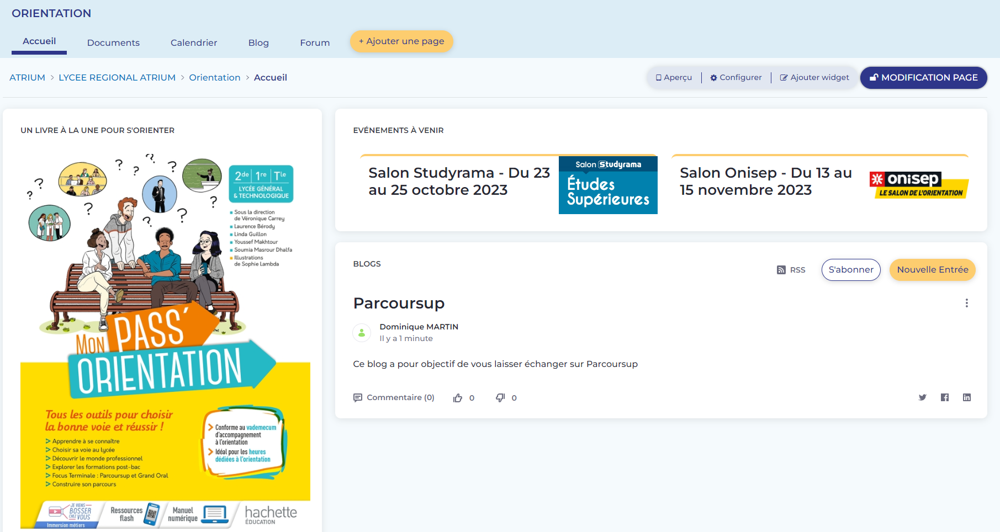 ORIENTATION
Accueil
Documents
Calendrier
Blog
Forum
+ Ajouter une page
ATRIUM > LYCEE REGIONAL ATRIUM > Orientation > Accueil
Aperçu
Configurer
Ajouter widget
MODIFICATION PAGE
UN LIVRE À LA UNE POUR S'ORIENTER
? ? ? ? ? ? ? ? ? ?
2de | 1re | Tle
LYCÉE GÉNÉRAL
& TECHNOLOGIQUE
Sous la direction
de Véronique Carrey
Laurence Bérody
Linda Guillon
Youssef Makhtour
Soumia Masrour Dhalfa
Illustrations
de Sophie Lambda
MON PASS'
ORIENTATION
Tous les outils pour choisir
la bonne voie et réussir !
> Apprendre à se connaître
> Choisir sa voie au lycée
> Découvrir le monde professionnel
> Explorer les formations post-bac
> Focus Terminale : Parcoursup et Grand Oral
> Construire son parcours
> Conforme au vademecum
d'accompagnement
à l'orientation
> Idéal pour les heures
dédiées à l'orientation
JE VIENS
BOSSER
CHEZ VOUS
Immersion métiers
Ressources
flash
Manuel
numérique
hachette
ÉDUCATION
EVÉNEMENTS À VENIR
Salon Studyrama - Du 23
au 25 octobre 2023
Salon Studyrama
Études
Supérieures
Salon Onisep - Du 13 au
15 novembre 2023
onisep
LE SALON DE L'ORIENTATION
BLOGS
RSS
S'abonner
Nouvelle Entrée
Parcoursup
Dominique MARTIN
Il y a 1 minute
Ce blog a pour objectif de vous laisser échanger sur Parcoursup
Commentaire (0)
0
0